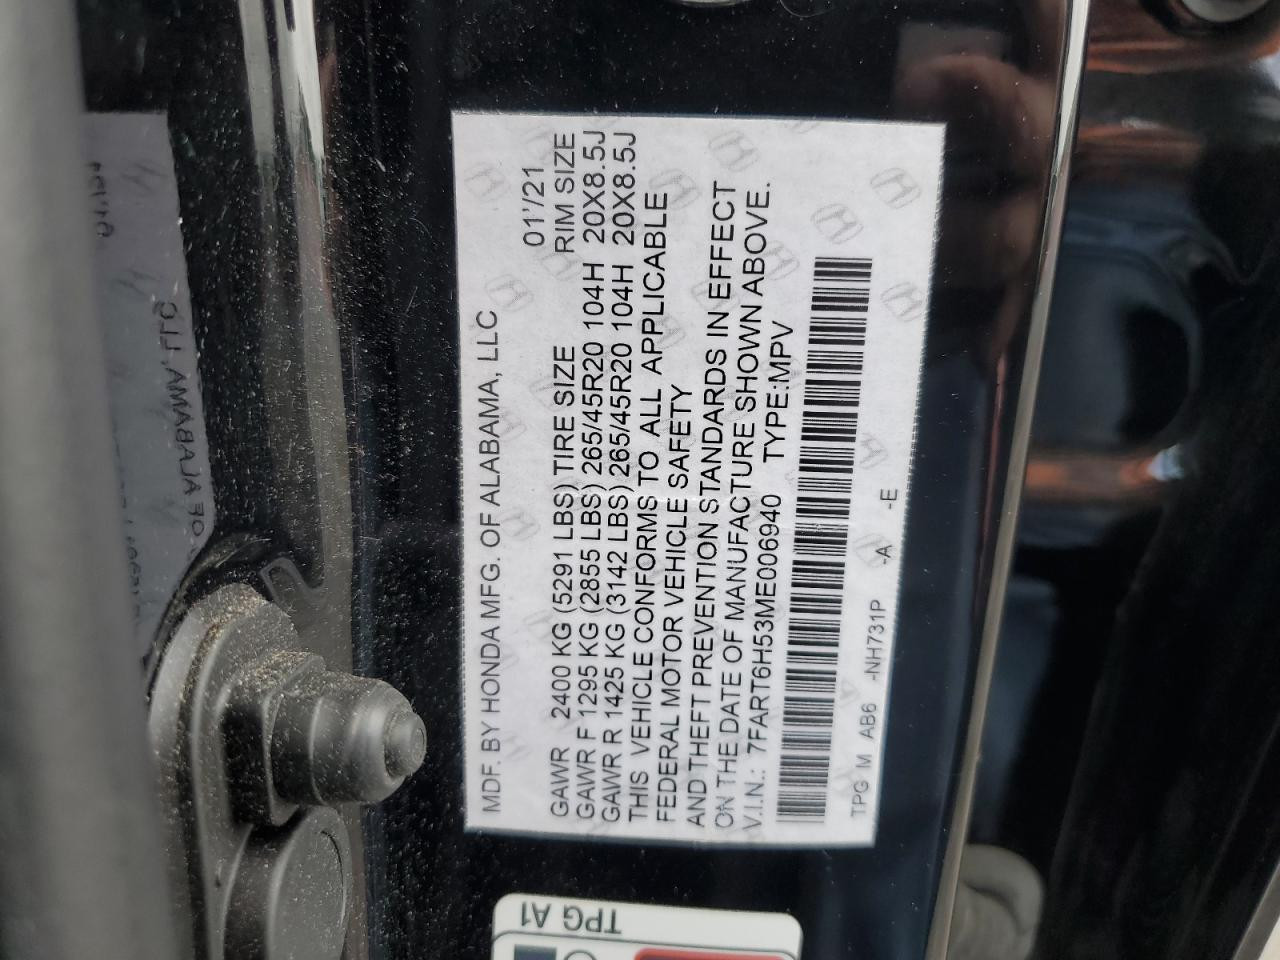 MDF. BY HONDA MFG. OF ALABAMA, LLC
01'/21
GAWR 2400 KG (5291 LBS) TIRE SIZE RIM SIZE
GAWR F 1295 KG (2855 LBS) 265/45R20 104H 20X8.5J
GAWR R 1425 KG (3142 LBS) 265/45R20 104H 20X8.5J
THIS VEHICLE CONFORMS TO ALL APPLICABLE
FEDERAL MOTOR VEHICLE SAFETY
AND THEFT PREVENTION STANDARDS IN EFFECT
ON THE DATE OF MANUFACTURE SHOWN ABOVE.
V.I.N.: 7FART6H53ME006940 TYPE:MPV
TPG M AB6 -NH731P -A -E
TPG A1